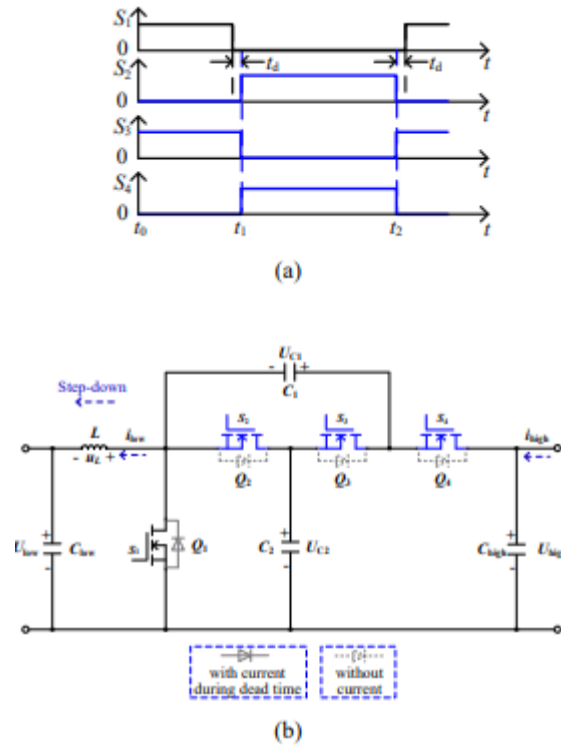 S1
0
td
td
t
S2
0
t
S3
0
t
S4
0
t0
t1
t2
t
(a)
UC1
- +
C1
Step-down
S2
S3
S4
L
ilow
ihigh
- uL +
Q2
Q3
Q4
+
Ulow
-
Clow
S1
Q1
C2
+
UC2
-
Chigh
+
Uhig
-
with current
during dead time
without
current
(b)